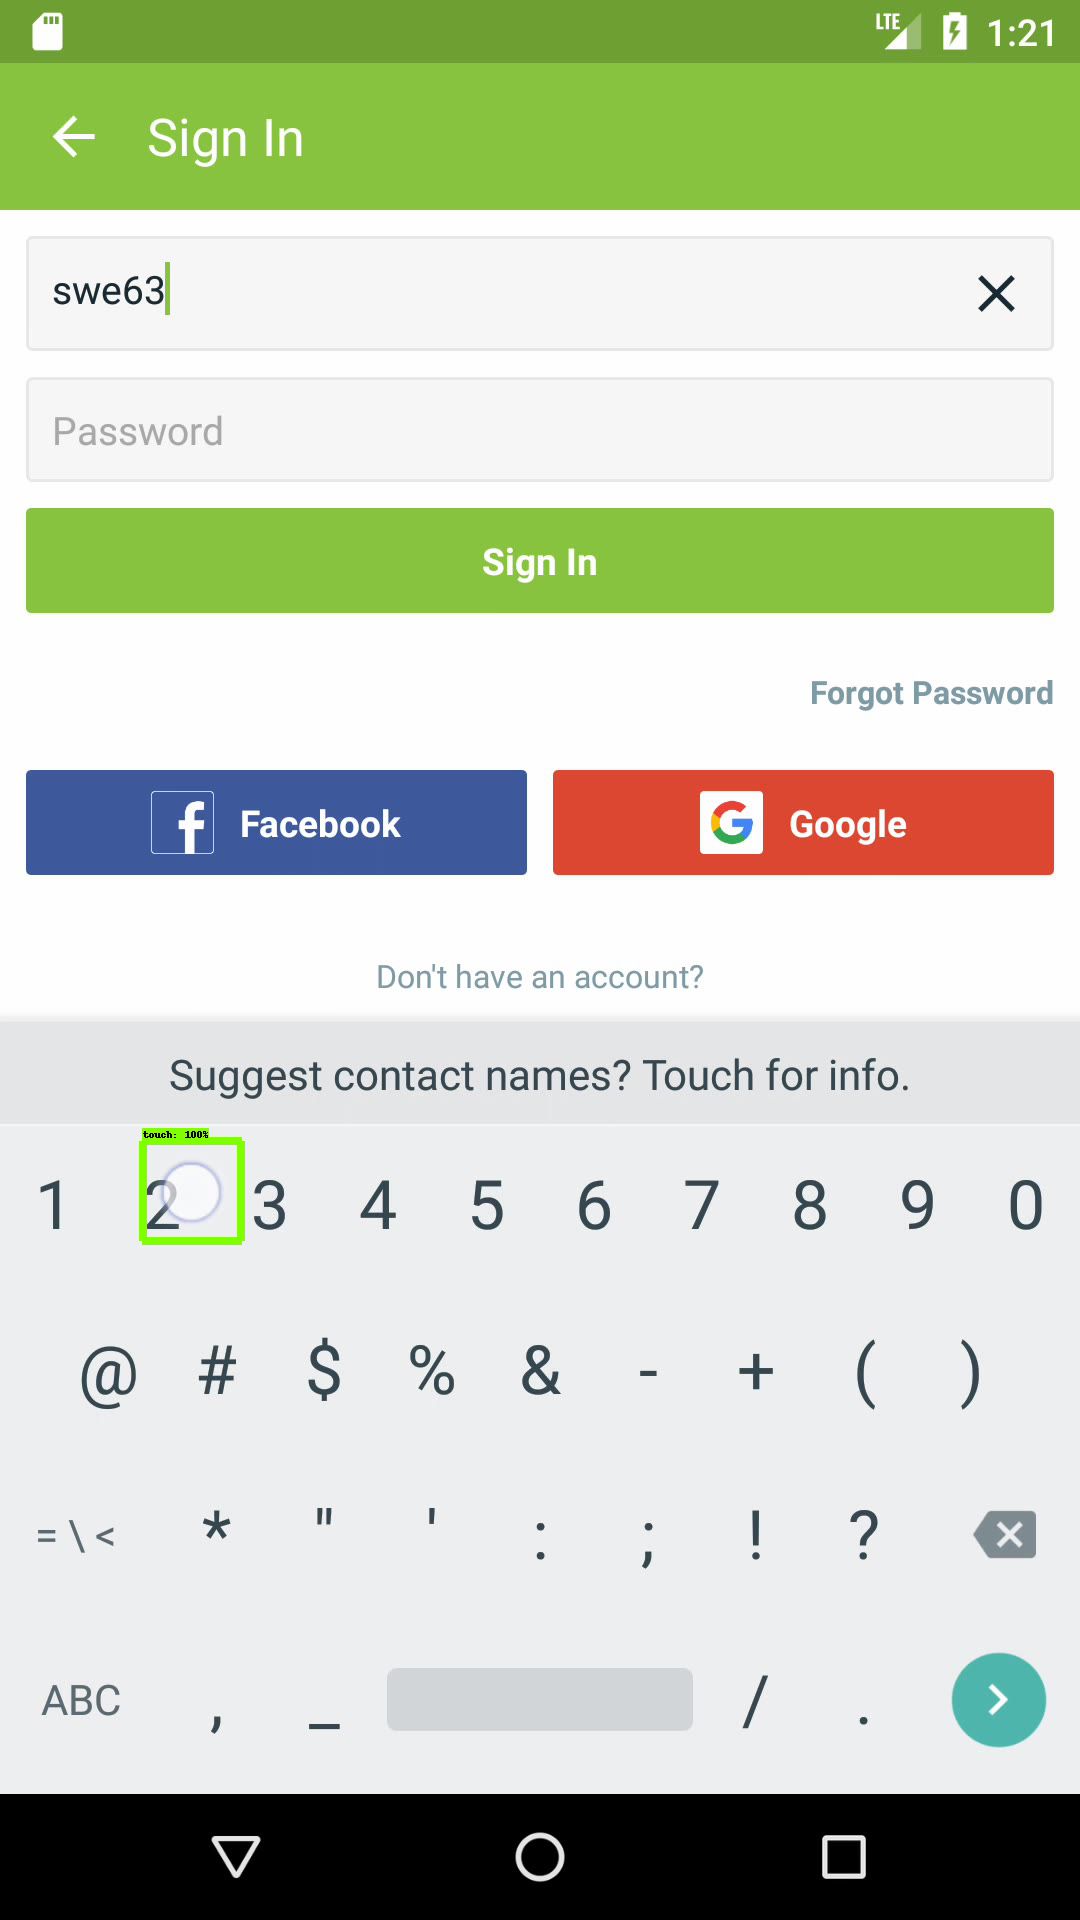 LTE 1:21
Sign In
swe63
Password
Sign In
Forgot Password
Facebook Google
Don't have an account?
Suggest contact names? Touch for info.
touch: 100%
1 2 3 4 5 6 7 8 9 0
@ # $ % & - + ( )
= \ < * " ' : ; ! ?
ABC , _ / .